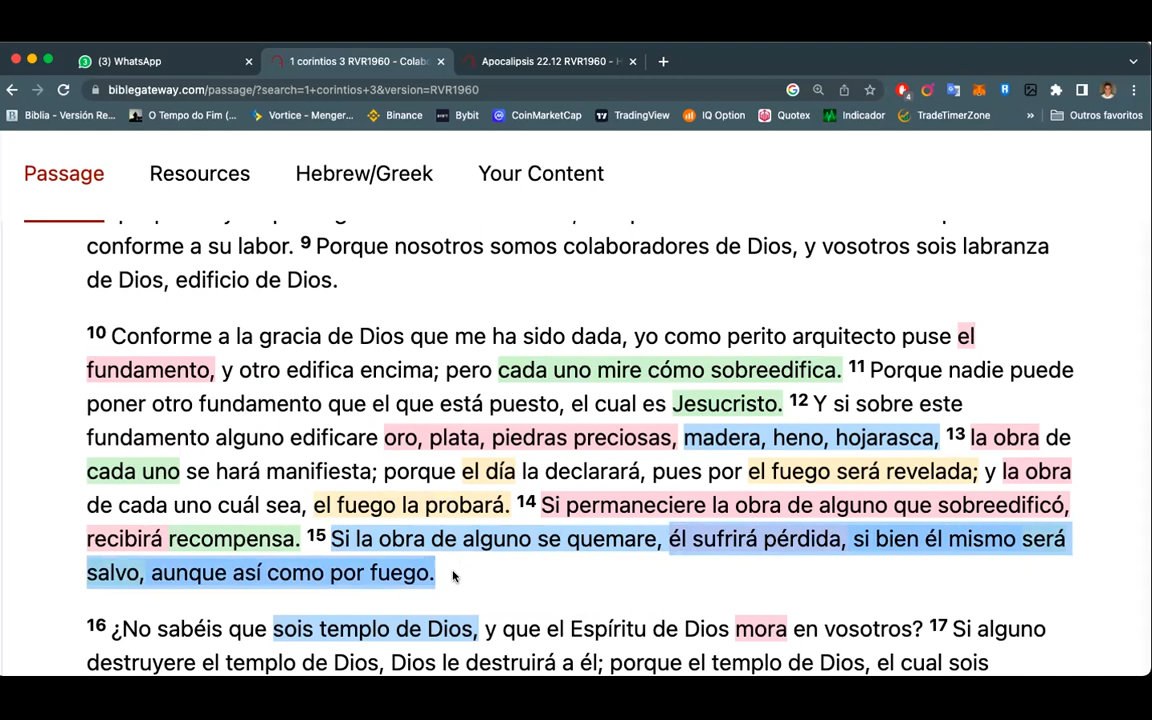 (3) WhatsApp
1 corintios 3 RVR1960 - Colab
Apocalipsis 22.12 RVR1960 - H
biblegateway.com/passage/?search=1+corintios+3&version=RVR1960
4
Biblia - Versión Re...
O Tempo do Fim (...
Vortice - Menger...
Binance
Bybit
CoinMarketCap
TradingView
IQ Option
Quotex
Indicador
TradeTimerZone
»
Outros favoritos
Passage
Resources
Hebrew/Greek
Your Content
conforme a su labor. 9 Porque nosotros somos colaboradores de Dios, y vosotros sois labranza
de Dios, edificio de Dios.
10 Conforme a la gracia de Dios que me ha sido dada, yo como perito arquitecto puse el
fundamento, y otro edifica encima; pero cada uno mire cómo sobreedifica. 11 Porque nadie puede
poner otro fundamento que el que está puesto, el cual es Jesucristo. 12 Y si sobre este
fundamento alguno edificare oro, plata, piedras preciosas, madera, heno, hojarasca, 13 la obra de
cada uno se hará manifiesta; porque el día la declarará, pues por el fuego será revelada; y la obra
de cada uno cuál sea, el fuego la probará. 14 Si permaneciere la obra de alguno que sobreedificó,
recibirá recompensa. 15 Si la obra de alguno se quemare, él sufrirá pérdida, si bien él mismo será
salvo, aunque así como por fuego.
16 ¿No sabéis que sois templo de Dios, y que el Espíritu de Dios mora en vosotros? 17 Si alguno
destruyere el templo de Dios, Dios le destruirá a él; porque el templo de Dios, el cual sois